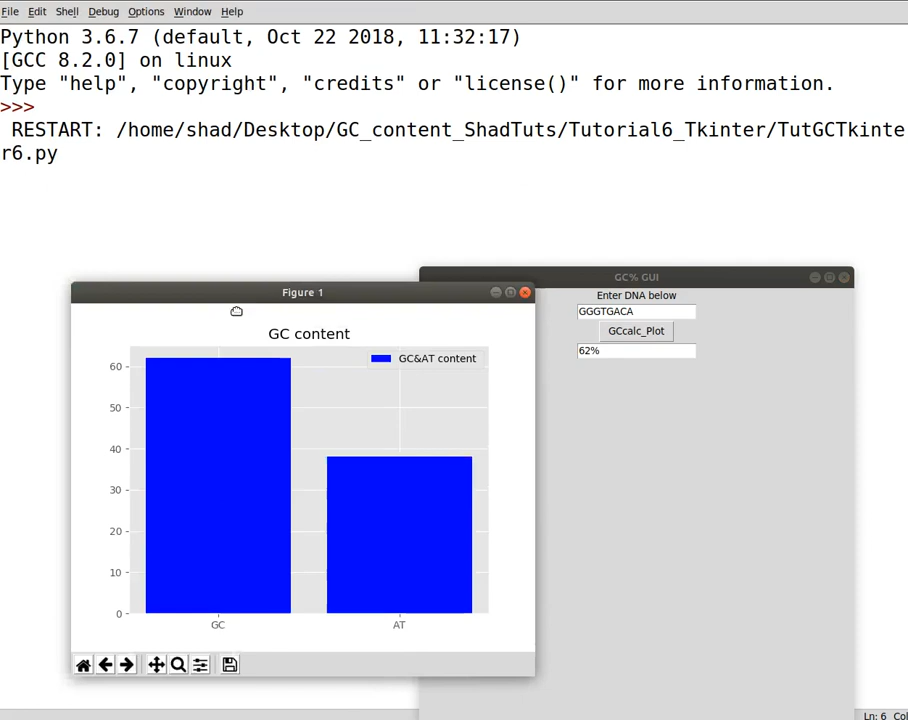 File Edit Shell Debug Options Window Help
Python 3.6.7 (default, Oct 22 2018, 11:32:17)
[GCC 8.2.0] on linux
Type "help", "copyright", "credits" or "license()" for more information.
>>>
RESTART: /home/shad/Desktop/GC_content_ShadTuts/Tutorial6_Tkinter/TutGCTkinte
r6.py
GC% GUI
Enter DNA below
GGGTGACA
GCcalc_Plot
62%
Figure 1
GC content
GC&AT content
60
50
40
30
20
10
0
GC
AT
Ln: 6 Col